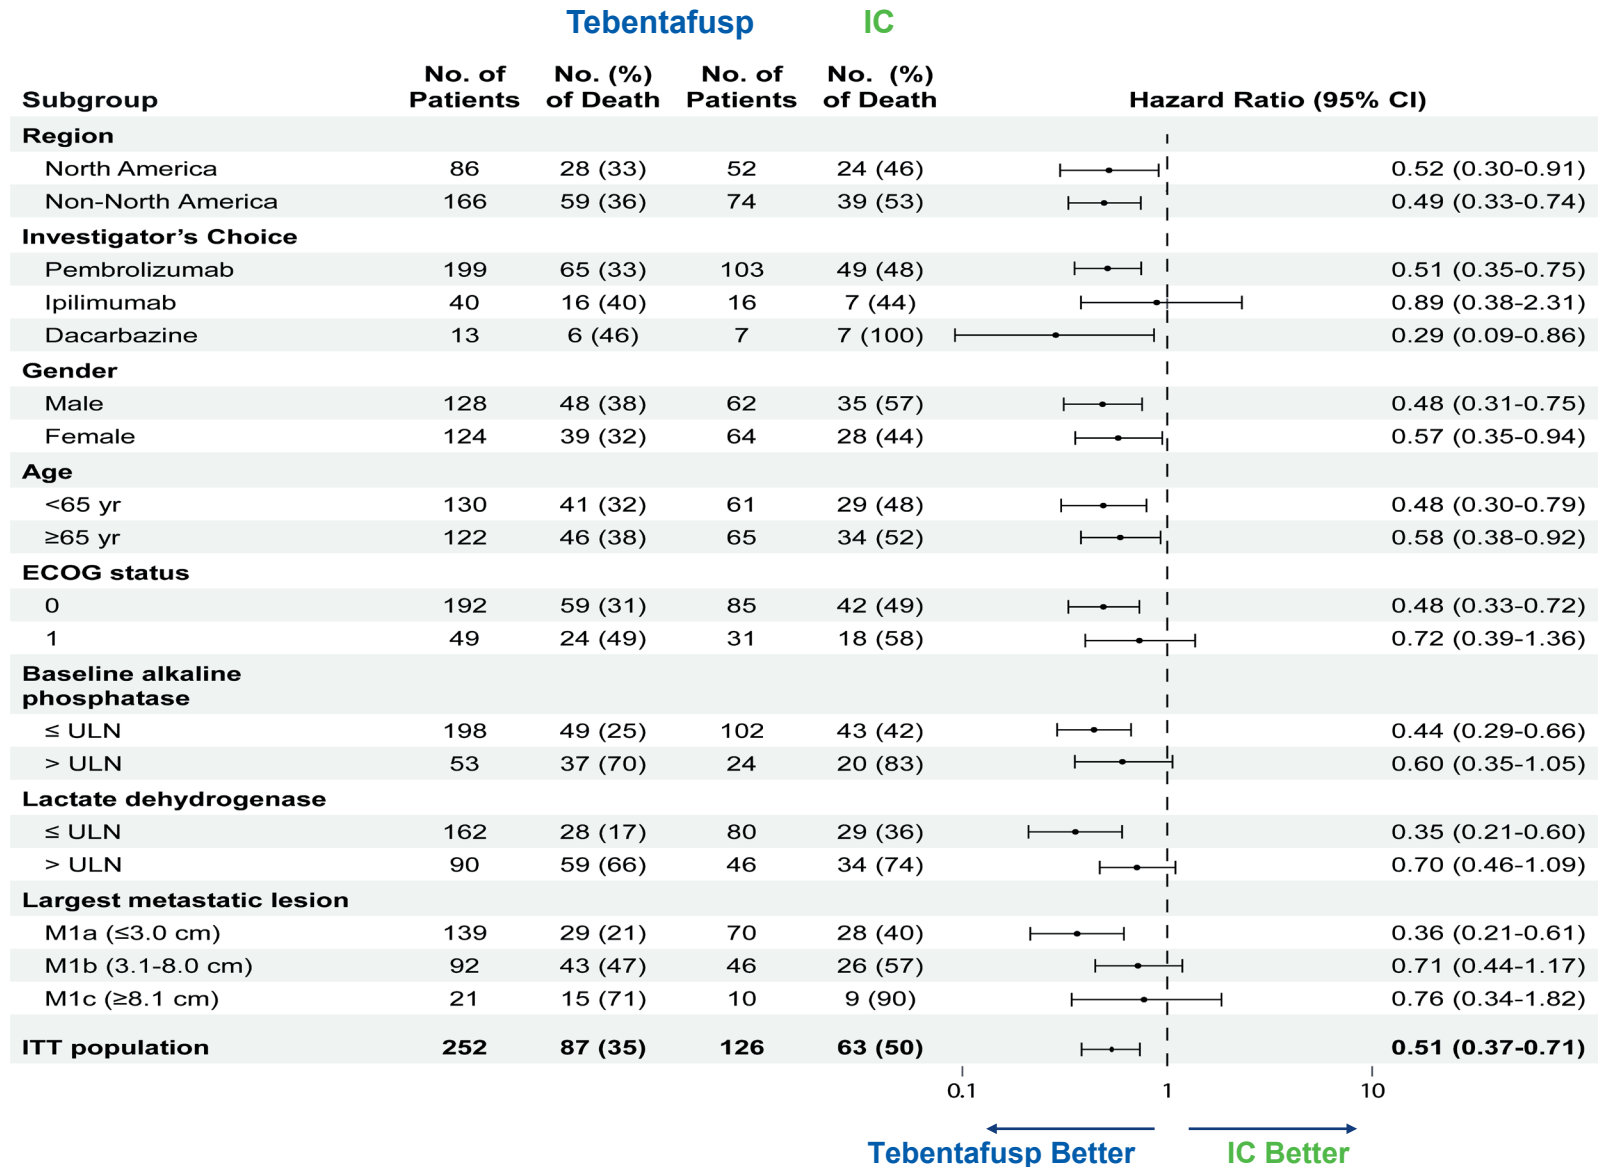 Tebentafusp IC
No. of No. (%) No. of No. (%)
Subgroup Patients of Death Patients of Death Hazard Ratio (95% CI)
Region
North America 86 28 (33) 52 24 (46) 0.52 (0.30-0.91)
Non-North America 166 59 (36) 74 39 (53) 0.49 (0.33-0.74)
Investigator’s Choice
Pembrolizumab 199 65 (33) 103 49 (48) 0.51 (0.35-0.75)
Ipilimumab 40 16 (40) 16 7 (44) 0.89 (0.38-2.31)
Dacarbazine 13 6 (46) 7 7 (100) 0.29 (0.09-0.86)
Gender
Male 128 48 (38) 62 35 (57) 0.48 (0.31-0.75)
Female 124 39 (32) 64 28 (44) 0.57 (0.35-0.94)
Age
<65 yr 130 41 (32) 61 29 (48) 0.48 (0.30-0.79)
≥65 yr 122 46 (38) 65 34 (52) 0.58 (0.38-0.92)
ECOG status
0 192 59 (31) 85 42 (49) 0.48 (0.33-0.72)
1 49 24 (49) 31 18 (58) 0.72 (0.39-1.36)
Baseline alkaline
phosphatase
≤ ULN 198 49 (25) 102 43 (42) 0.44 (0.29-0.66)
> ULN 53 37 (70) 24 20 (83) 0.60 (0.35-1.05)
Lactate dehydrogenase
≤ ULN 162 28 (17) 80 29 (36) 0.35 (0.21-0.60)
> ULN 90 59 (66) 46 34 (74) 0.70 (0.46-1.09)
Largest metastatic lesion
M1a (≤3.0 cm) 139 29 (21) 70 28 (40) 0.36 (0.21-0.61)
M1b (3.1-8.0 cm) 92 43 (47) 46 26 (57) 0.71 (0.44-1.17)
M1c (≥8.1 cm) 21 15 (71) 10 9 (90) 0.76 (0.34-1.82)
ITT population 252 87 (35) 126 63 (50) 0.51 (0.37-0.71)
0.1 1 10
Tebentafusp Better IC Better